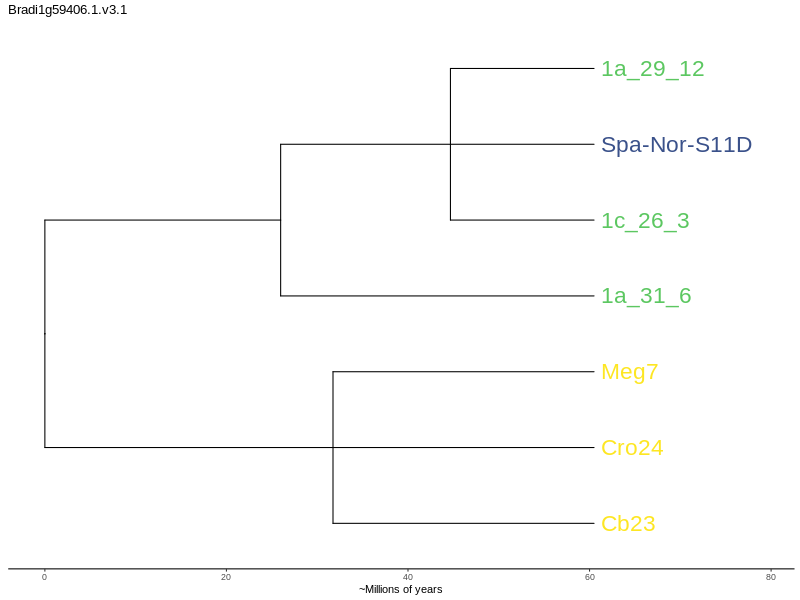 Bradi1g59406.1.v3.1
1a_29_12
Spa-Nor-S11D
1c_26_3
1a_31_6
Meg7
Cro24
Cb23
0 20 40 60 80
~Millions of years